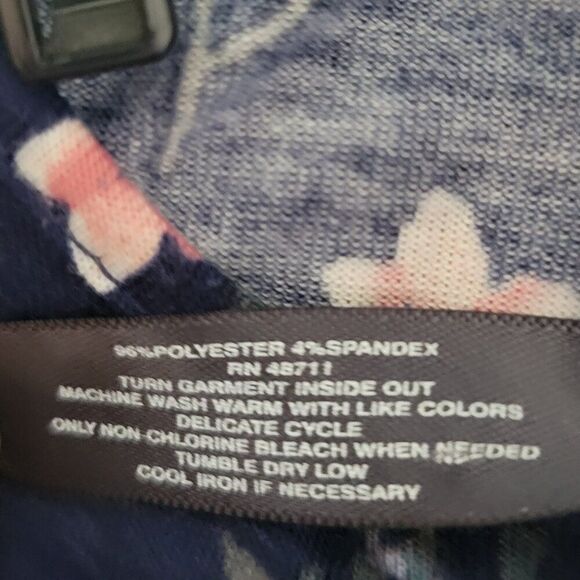 96%POLYESTER 4%SPANDEX
RN 48711
TURN GARMENT INSIDE OUT
MACHINE WASH WARM WITH LIKE COLORS
DELICATE CYCLE
ONLY NON-CHLORINE BLEACH WHEN NEEDED
TUMBLE DRY LOW
COOL IRON IF NECESSARY